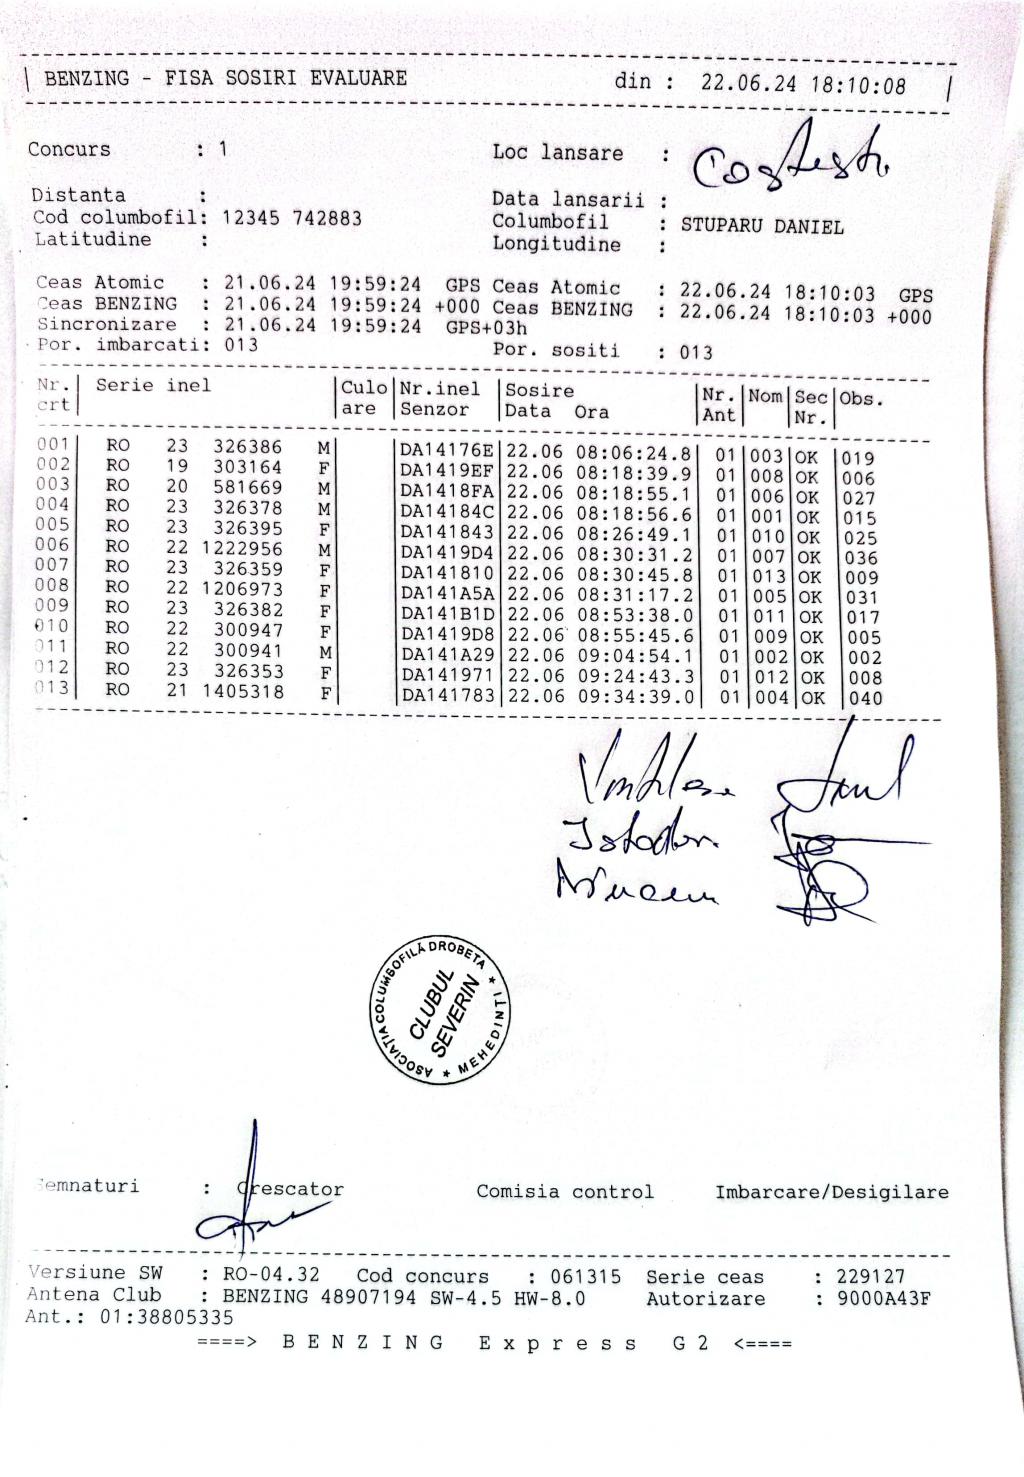 BENZING - FISA SOSIRI EVALUARE din : 22.06.24 18:10:08
Concurs : 1 Loc lansare : Costesti
Distanta : Data lansarii :
Cod columbofil: 12345 742883 Columbofil : STUPARU DANIEL
Latitudine : Longitudine :
Ceas Atomic : 21.06.24 19:59:24 GPS Ceas Atomic : 22.06.24 18:10:03 GPS
Ceas BENZING : 21.06.24 19:59:24 +000 Ceas BENZING : 22.06.24 18:10:03 +000
Sincronizare : 21.06.24 19:59:24 GPS+03h
Por. imbarcati: 013 Por. sositi : 013
Nr. Serie inel Culo Nr.inel Sosire Nr. Nom Sec Obs.
crt are Senzor Data Ora Ant Nr.
001 RO 23 326386 M DA14176E 22.06 08:06:24.8 01 003 OK 019
002 RO 19 303164 F DA1419EF 22.06 08:18:39.9 01 008 OK 006
003 RO 20 581669 M DA1418FA 22.06 08:18:55.1 01 006 OK 027
004 RO 23 326378 M DA14184C 22.06 08:18:56.6 01 001 OK 015
005 RO 23 326395 F DA141843 22.06 08:26:49.1 01 010 OK 025
006 RO 22 1222956 M DA1419D4 22.06 08:30:31.2 01 007 OK 036
007 RO 23 326359 F DA141810 22.06 08:30:45.8 01 013 OK 009
008 RO 22 1206973 F DA141A5A 22.06 08:31:17.2 01 005 OK 031
009 RO 23 326382 F DA141B1D 22.06 08:53:38.0 01 011 OK 017
010 RO 22 300947 F DA1419D8 22.06 08:55:45.6 01 009 OK 005
011 RO 22 300941 M DA141A29 22.06 09:04:54.1 01 002 OK 002
012 RO 23 326353 F DA141971 22.06 09:24:43.3 01 012 OK 008
013 RO 21 1405318 F DA141783 22.06 09:34:39.0 01 004 OK 040
ASOCIAȚIA COLUMBOFILĂ DROBETA * MEHEDINȚI *
CLUBUL
SEVERIN
Semnaturi : Crescator Comisia control Imbarcare/Desigilare
Versiune SW : RO-04.32 Cod concurs : 061315 Serie ceas : 229127
Antena Club : BENZING 48907194 SW-4.5 HW-8.0 Autorizare : 9000A43F
Ant.: 01:38805335
====> B E N Z I N G E x p r e s s G 2 <====